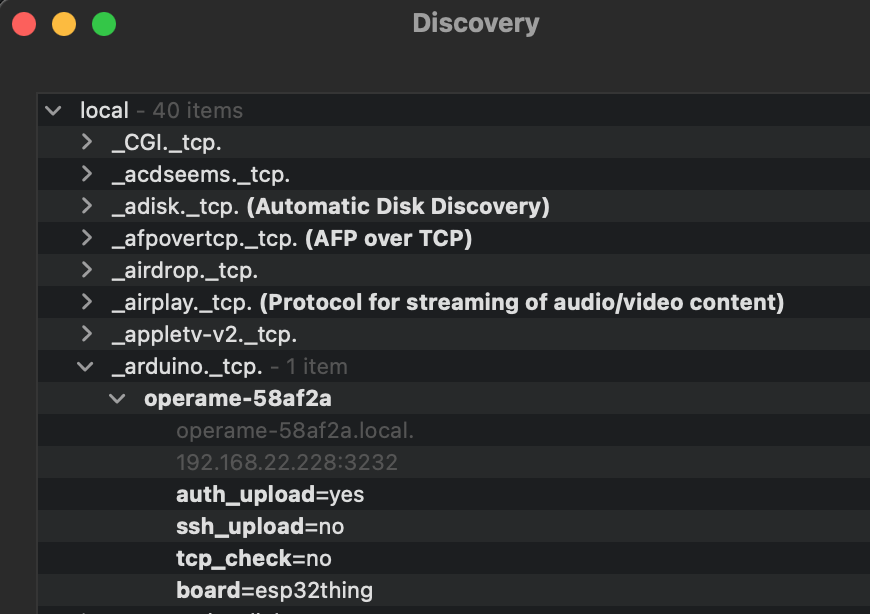 Discovery
local - 40 items
_CGI._tcp.
_acdseems._tcp.
_adisk._tcp. (Automatic Disk Discovery)
_afpovertcp._tcp. (AFP over TCP)
_airdrop._tcp.
_airplay._tcp. (Protocol for streaming of audio/video content)
_appletv-v2._tcp.
_arduino._tcp. - 1 item
operame-58af2a
operame-58af2a.local.
192.168.22.228:3232
auth_upload=yes
ssh_upload=no
tcp_check=no
board=esp32thing